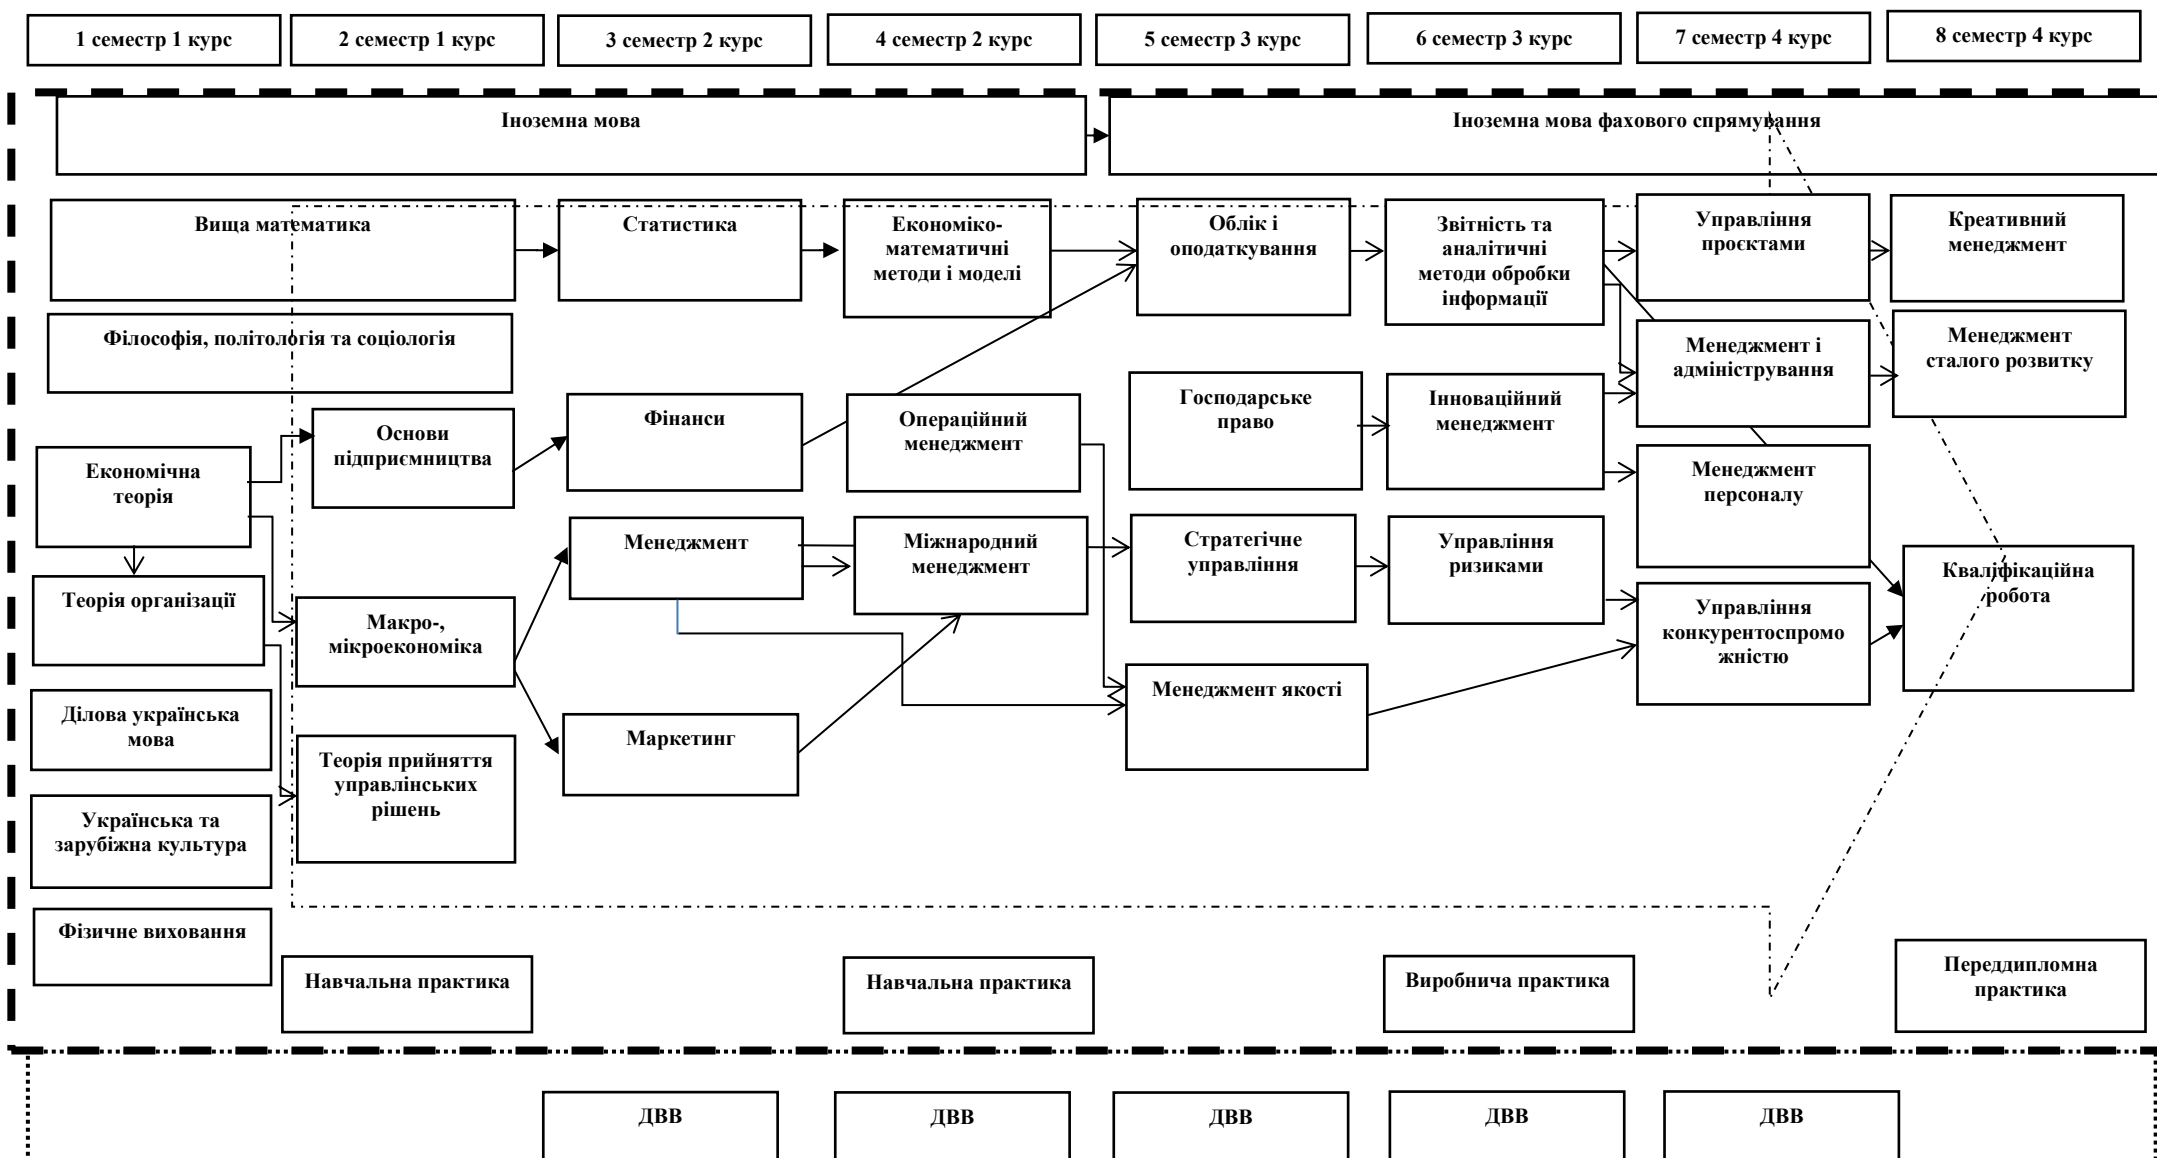 1 семестр 1 курс
2 семестр 1 курс
3 семестр 2 курс
4 семестр 2 курс
5 семестр 3 курс
6 семестр 3 курс
7 семестр 4 курс
8 семестр 4 курс
Іноземна мова
Іноземна мова фахового спрямування
Вища математика
Статистика
Економіко-
математичні
методи і моделі
Облік і
оподаткування
Звітність та
аналітичні
методи обробки
інформації
Управління
проєктами
Креативний
менеджмент
Філософія, політологія та соціологія
Менеджмент і
адміністрування
Менеджмент
сталого розвитку
Основи
підприємництва
Фінанси
Операційний
менеджмент
Господарське
право
Інноваційний
менеджмент
Економічна
теорія
Менеджмент
персоналу
Менеджмент
Міжнародний
менеджмент
Стратегічне
управління
Управління
ризиками
Кваліфікаційна
робота
Теорія організації
Макро-,
мікроекономіка
Управління
конкурентоспромо
жністю
Ділова українська
мова
Маркетинг
Менеджмент якості
Теорія прийняття
управлінських
рішень
Українська та
зарубіжна культура
Фізичне виховання
Навчальна практика
Навчальна практика
Виробнича практика
Переддипломна
практика
ДВВ
ДВВ
ДВВ
ДВВ
ДВВ